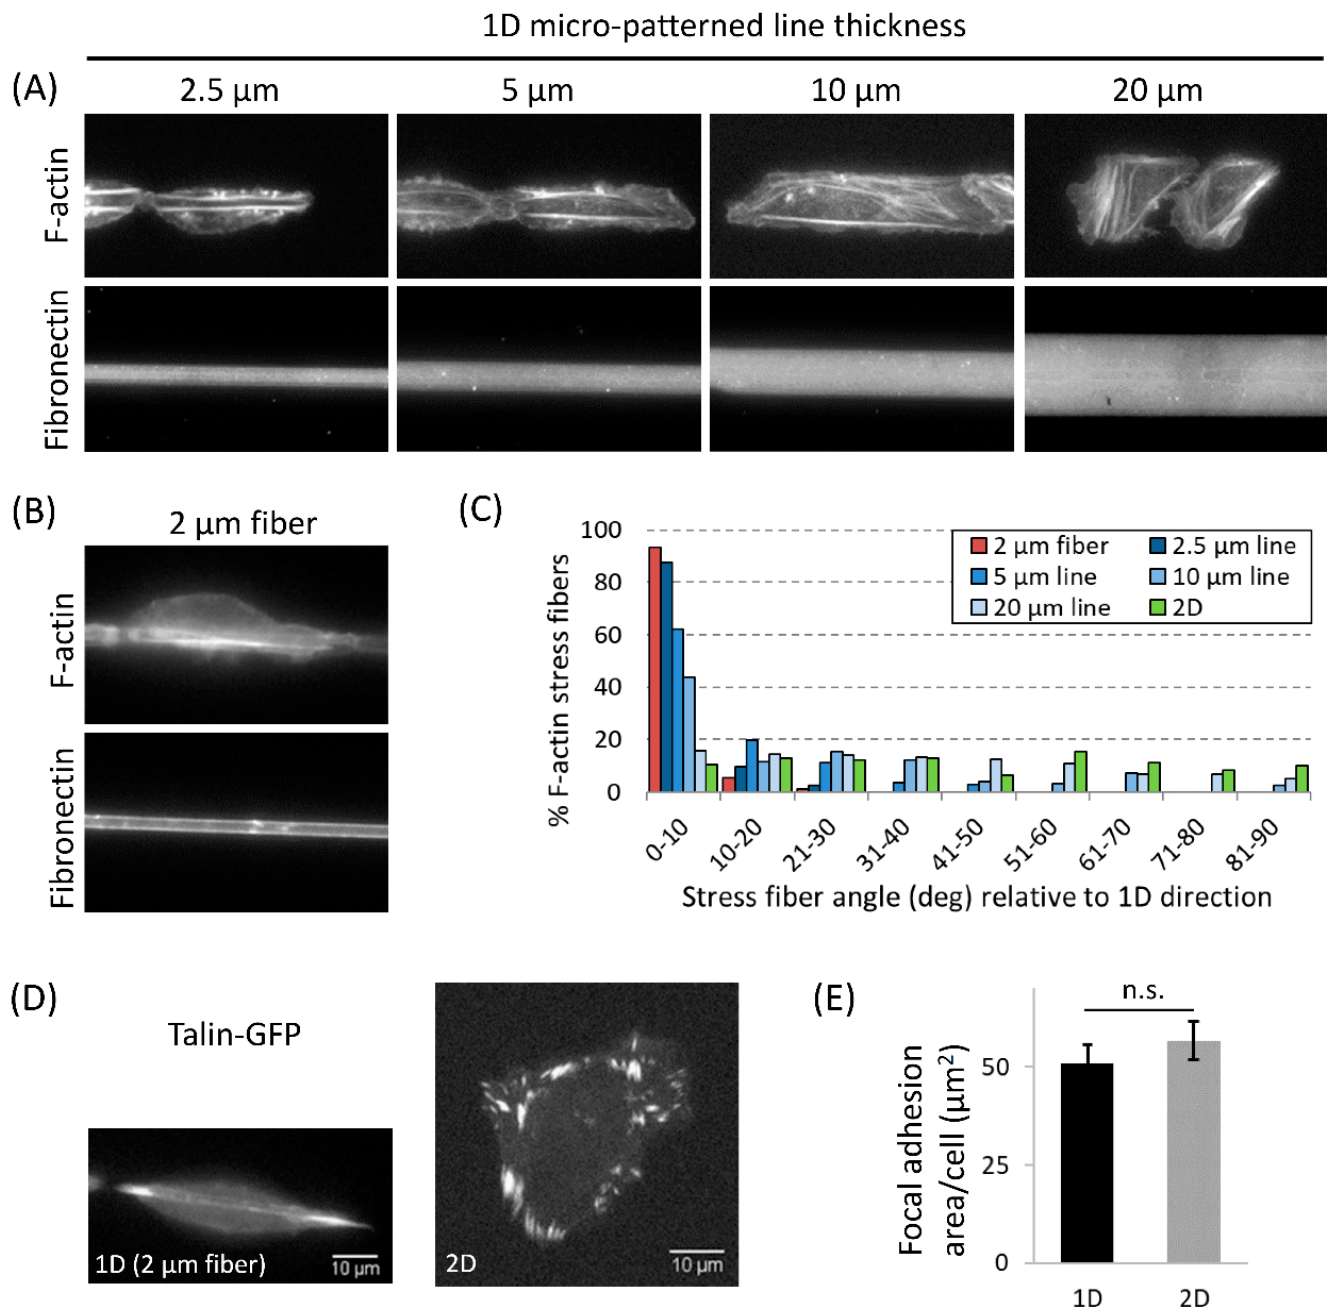 1D micro-patterned line thickness
(A)
2.5 µm
5 µm
10 µm
20 µm
F-actin
Fibronectin
(B)
2 µm fiber
F-actin
Fibronectin
(C)
% F-actin stress fibers
100
80
60
40
20
0
2 µm fiber
2.5 µm line
5 µm line
10 µm line
20 µm line
2D
0-10
10-20
21-30
31-40
41-50
51-60
61-70
71-80
81-90
Stress fiber angle (deg) relative to 1D direction
(D)
Talin-GFP
1D (2 µm fiber)
10 µm
2D
10 µm
(E)
n.s.
Focal adhesion
area/cell (µm²)
50
25
0
1D
2D